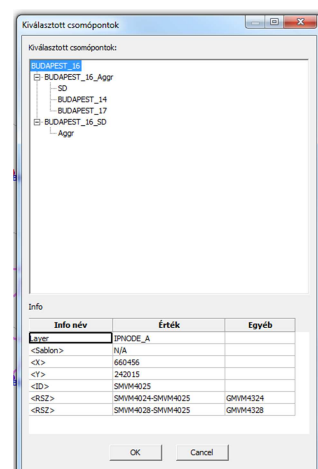 Kiválasztott csomópontok
Kiválasztott csomópontok:
BUDAPEST_16
BUDAPEST_16_Aggr
SD
BUDAPEST_14
BUDAPEST_17
BUDAPEST_16_SD
Aggr
Info
Info név Érték Egyéb
Layer IPNODE_A
<Sablon> N/A
<X> 660456
<Y> 242015
<ID> SMVM4025
<RSZ> SMVM4024-SMVM4025 GMVM4324
<RSZ> SMVM4028-SMVM4025 GMVM4328
OK Cancel